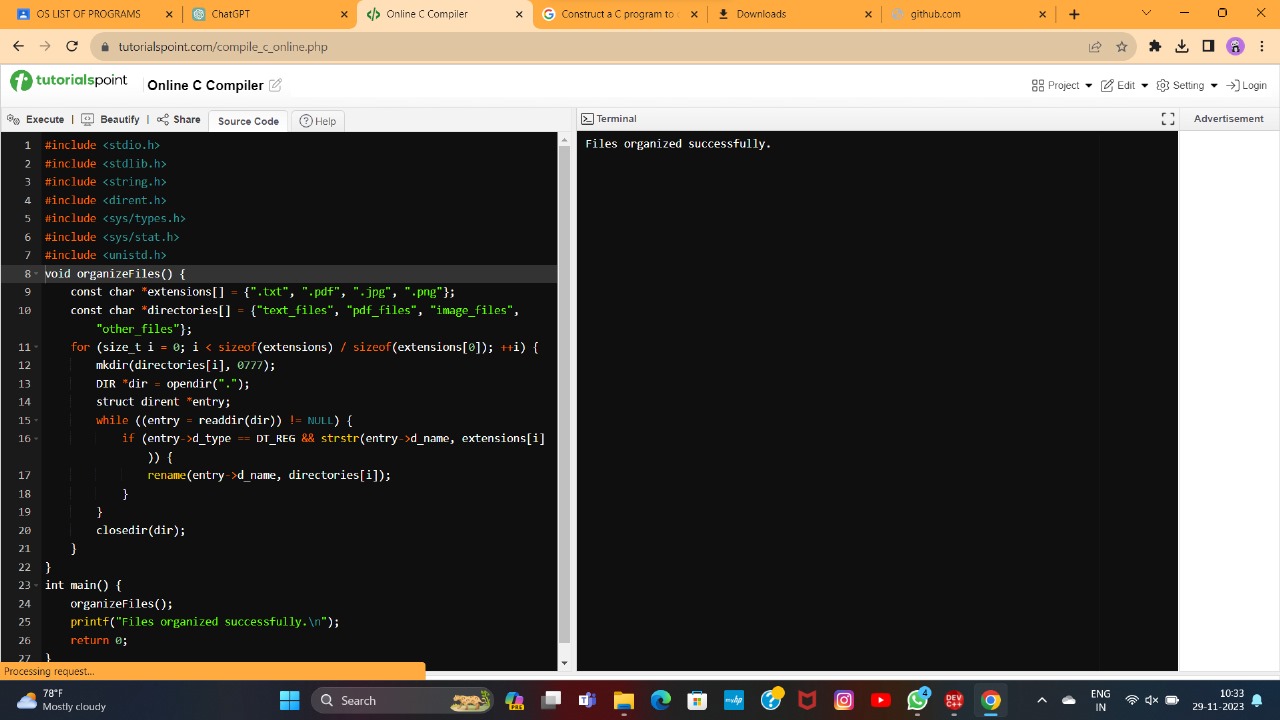 OS LIST OF PROGRAMS
ChatGPT
Online C Compiler
Construct a C program to
Downloads
github.com
tutorialspoint.com/compile_c_online.php
tutorialspoint
Online C Compiler
Project
Edit
Setting
Login
Execute | Beautify | Share
Source Code
Help
Terminal
Advertisement
1 #include <stdio.h>
2 #include <stdlib.h>
3 #include <string.h>
4 #include <dirent.h>
5 #include <sys/types.h>
6 #include <sys/stat.h>
7 #include <unistd.h>
8 void organizeFiles() {
9 const char *extensions[] = {".txt", ".pdf", ".jpg", ".png"};
10 const char *directories[] = {"text_files", "pdf_files", "image_files",
"other_files"};
11 for (size_t i = 0; i < sizeof(extensions) / sizeof(extensions[0]); ++i) {
12 mkdir(directories[i], 0777);
13 DIR *dir = opendir(".");
14 struct dirent *entry;
15 while ((entry = readdir(dir)) != NULL) {
16 if (entry->d_type == DT_REG && strstr(entry->d_name, extensions[i]
)) {
17 rename(entry->d_name, directories[i]);
18 }
19 }
20 closedir(dir);
21 }
22 }
23 int main() {
24 organizeFiles();
25 printf("Files organized successfully.\n");
26 return 0;
27 }
Files organized successfully.
Processing request...
78°F
Mostly cloudy
Search
PRE
myhp
4
DEV
C++
ENG
IN
10:33
29-11-2023